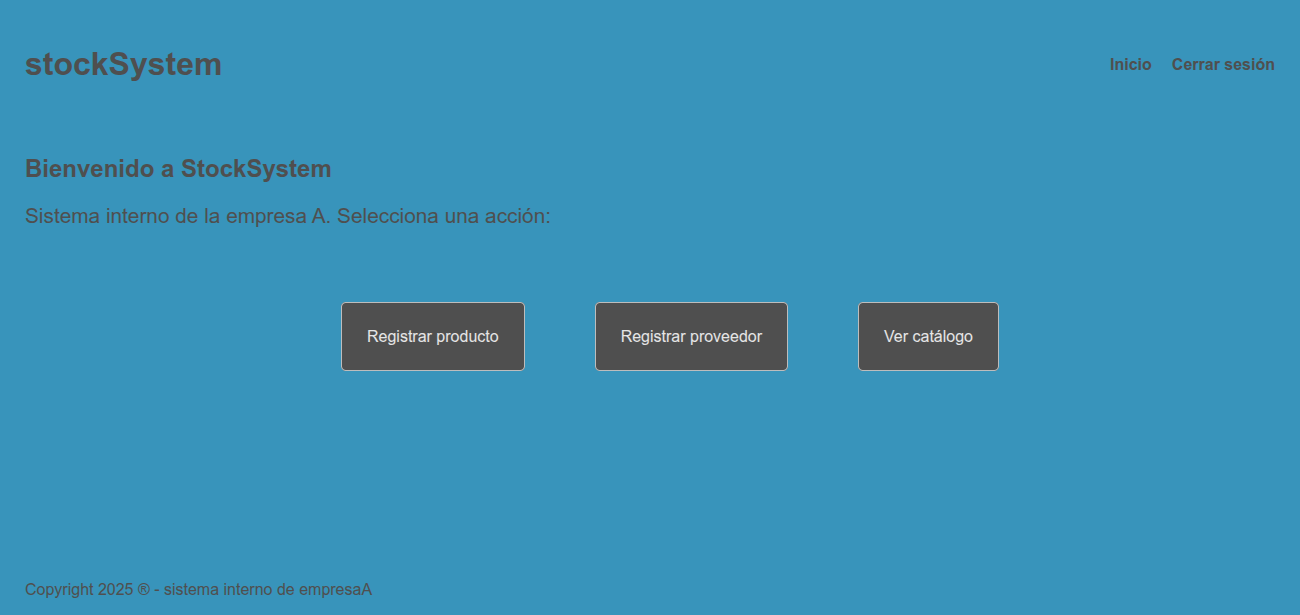 stockSystem
Inicio Cerrar sesión
Bienvenido a StockSystem
Sistema interno de la empresa A. Selecciona una acción:
Registrar producto
Registrar proveedor
Ver catálogo
Copyright 2025 ® - sistema interno de empresaA